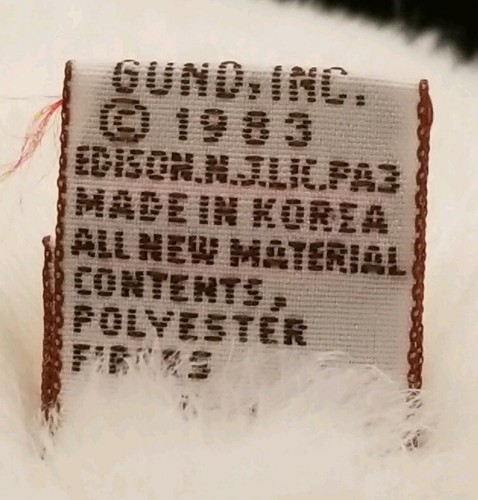 GUND, INC.
© 1983
EDISON.N.J.LIC.PA3
MADE IN KOREA
ALL NEW MATERIAL
CONTENTS,
POLYESTER